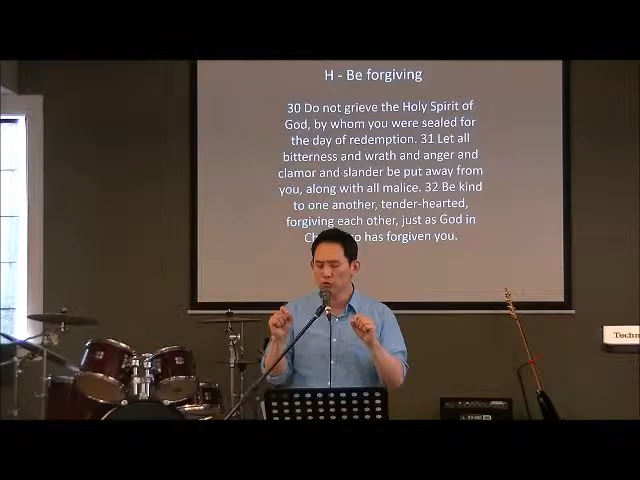 H - Be forgiving
30 Do not grieve the Holy Spirit of
God, by whom you were sealed for
the day of redemption. 31 Let all
bitterness and wrath and anger and
clamor and slander be put away from
you, along with all malice. 32 Be kind
to one another, tender-hearted,
forgiving each other, just as God in
has forgiven you.
Techn